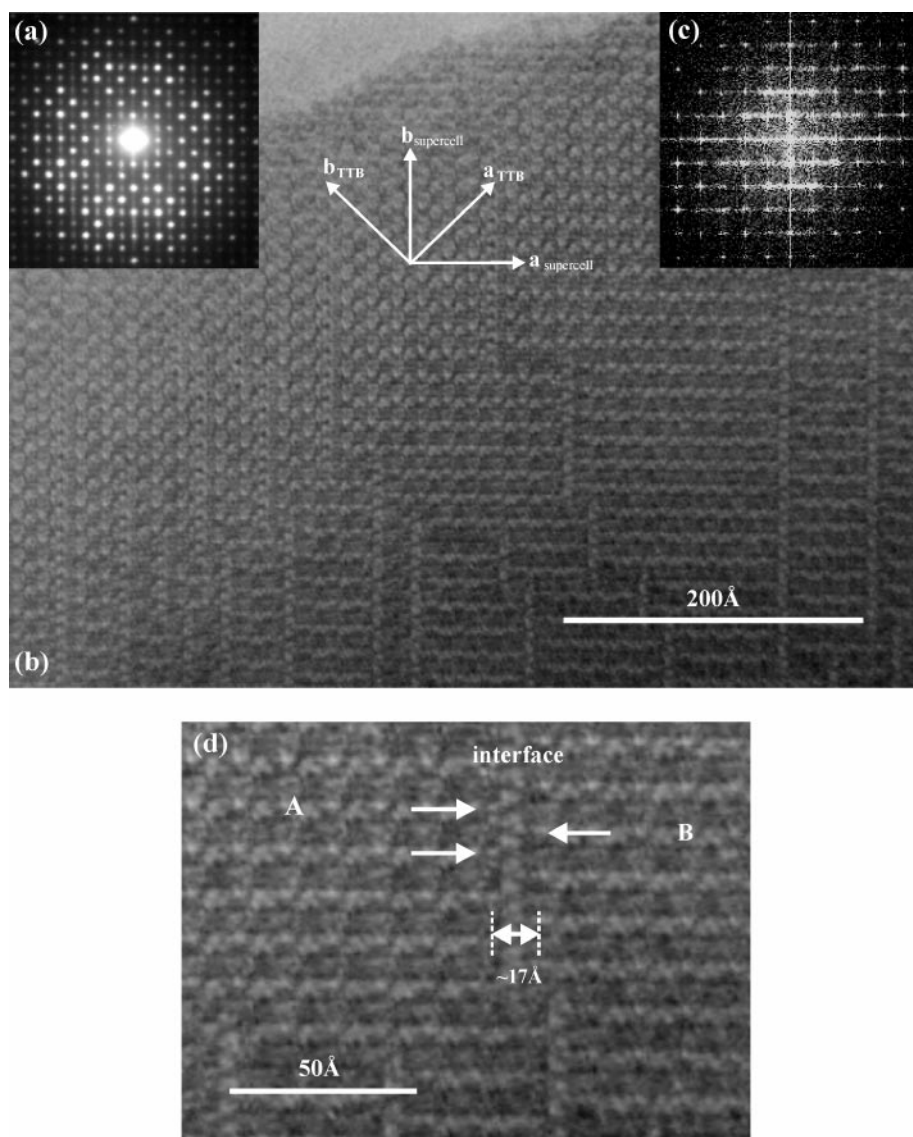 (a)
(c)
b supercell
b TTB
a TTB
a supercell
200Å
(b)
(d)
interface
A
B
~17Å
50Å